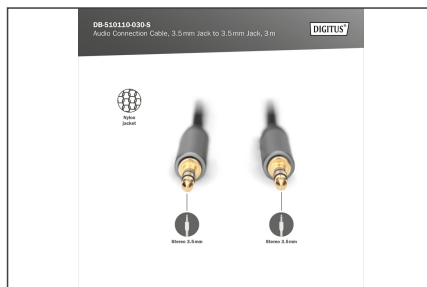 DB-510110-030-S
Audio Connection Cable, 3.5 mm Jack to 3.5 mm Jack, 3 m
DIGITUS®
Nylon
jacket
Stereo 3.5mm
Stereo 3.5mm